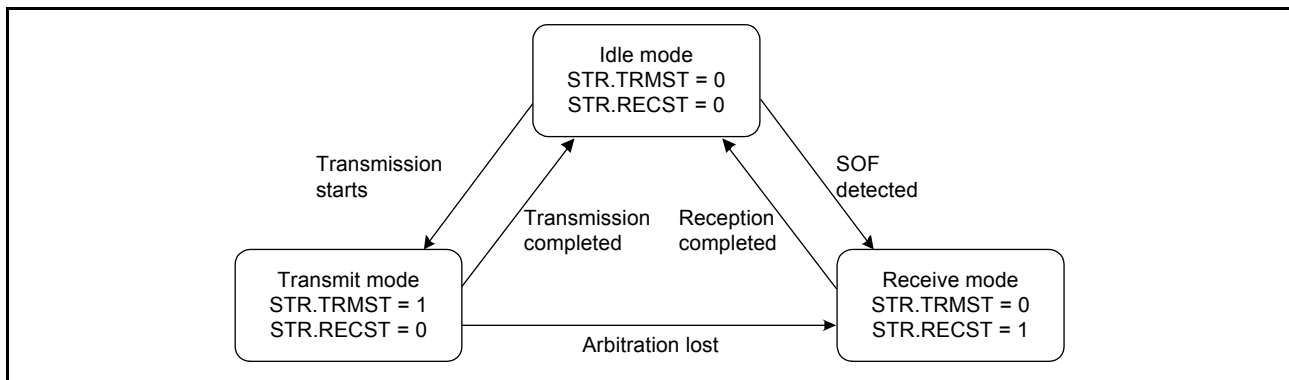 Idle mode
STR.TRMST = 0
STR.RECST = 0
Transmission
starts
Transmission
completed
Reception
completed
SOF
detected
Transmit mode
STR.TRMST = 1
STR.RECST = 0
Arbitration lost
Receive mode
STR.TRMST = 0
STR.RECST = 1